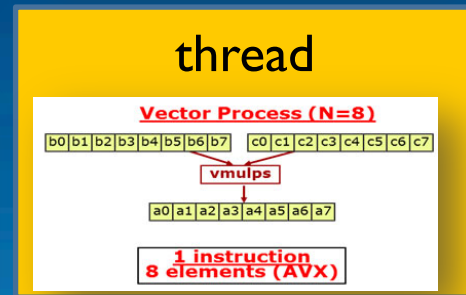 thread
Vector Process (N=8)
b0 b1 b2 b3 b4 b5 b6 b7 c0 c1 c2 c3 c4 c5 c6 c7
vmulps
a0 a1 a2 a3 a4 a5 a6 a7
1 instruction
8 elements (AVX)